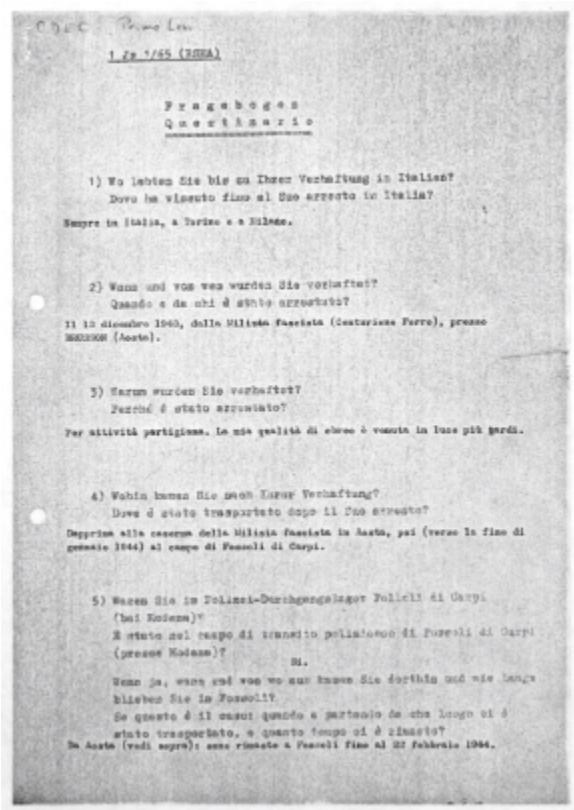 CDEC Primo Levi
1 Js 1/65 (RSHA)
Fragebogen
Questinario
1) Wo lebten Sie bis zu Ihrer Verhaftung in Italien?
Dove ha vissuto fino al Suo arresto in Italia?
Sempre in Italia, a Torino e a Milano.
2) Wann und von wem wurden Sie verhaftet?
Quando e da chi è stato arrestato?
Il 13 dicembre 1943, dalla Milizia fascista (Centurione Ferro), presso
BRUSSON (Aosta).
3) Warum wurden Sie verhaftet?
Perché è stato arrestato?
Per attività partigiana. La mia qualità di ebreo è venuta in luce più tardi.
4) Wohin kamen Sie nach Ihrer Verhaftung?
Dove è stato trasportato dopo il Suo arresto?
Dapprima alla caserma della Milizia fascista in Aosta, poi (verso la fine di
gennaio 1944) al campo di Fossoli di Carpi.
5) Waren Sie im Polizei-Durchgangslager Fossoli di Carpi
(bei Modena)?
È stato nel campo di transito poliziesco di Fossoli di Carpi
(presso Modena)?
Si.
Wenn ja, wann und von wo aus kamen Sie dorthin und wie lange
blieben Sie in Fossoli?
Se questo è il caso: quando e partendo da che luogo ci è
stato trasportato, e quanto tempo ci è rimasto?
Da Aosta (vedi sopra): sono rimasto a Fossoli fino al 22 febbraio 1944.